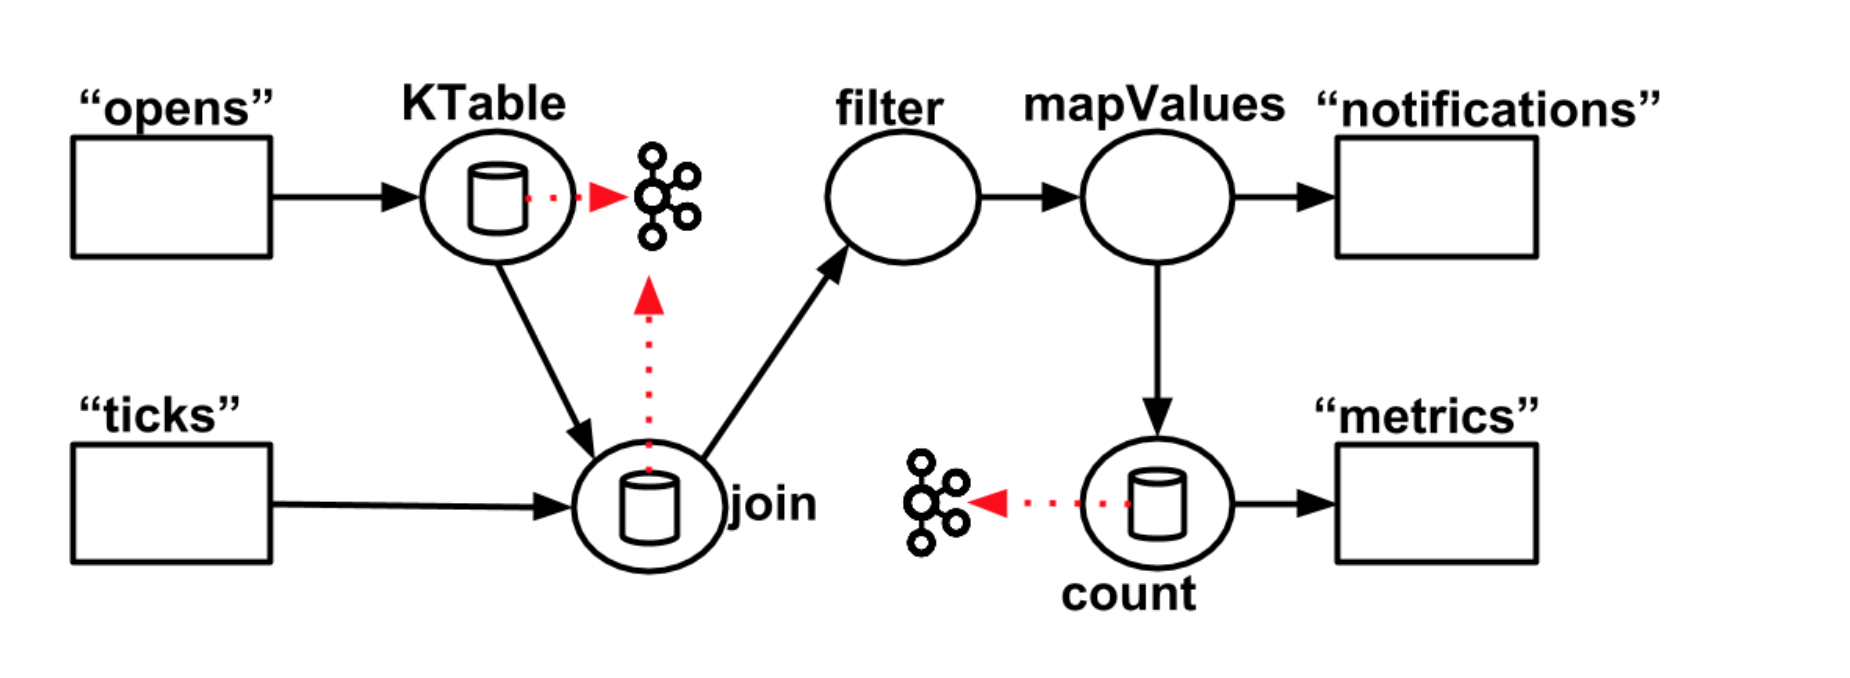 “opens”
KTable
filter
mapValues
“notifications”
“ticks”
join
“metrics”
count